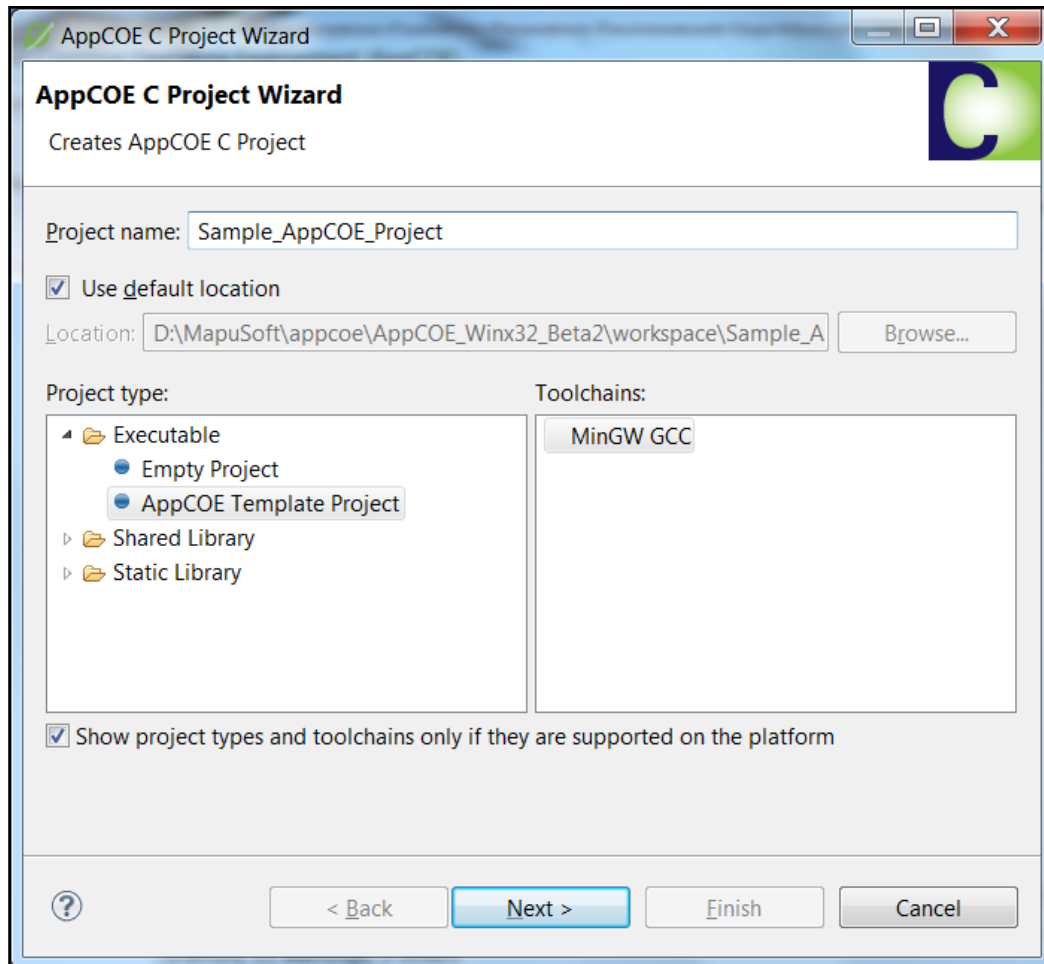 AppCOE C Project Wizard
AppCOE C Project Wizard
Creates AppCOE C Project
C
Project name: Sample_AppCOE_Project
Use default location
Location: D:\MapuSoft\appcoe\AppCOE_Winx32_Beta2\workspace\Sample_A Browse...
Project type: Toolchains:
Executable MinGW GCC
Empty Project
AppCOE Template Project
Shared Library
Static Library
Show project types and toolchains only if they are supported on the platform
? < Back Next > Finish Cancel